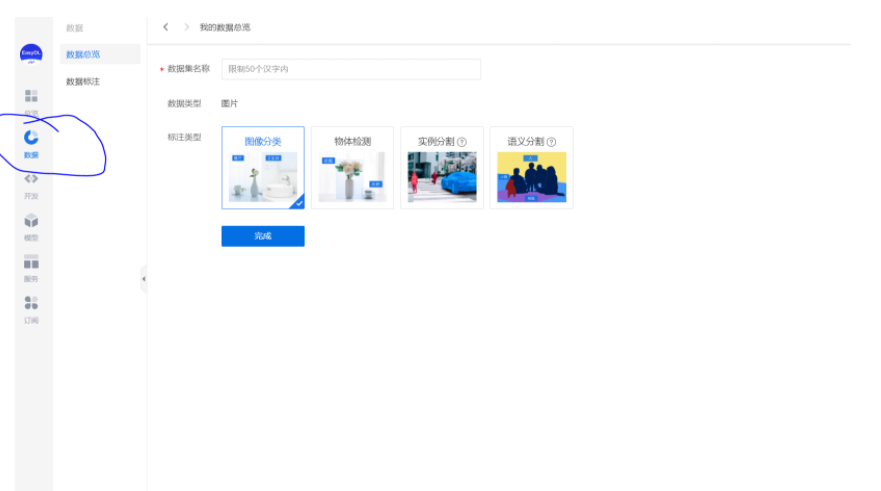 EasyDL
总览
数据
开发
模型
服务
订阅
数据
数据总览
数据标注
我的数据总览
* 数据集名称 限制50个汉字内
数据类型 图片
标注类型 图像分类 物体检测 实例分割 ? 语义分割 ?
完成